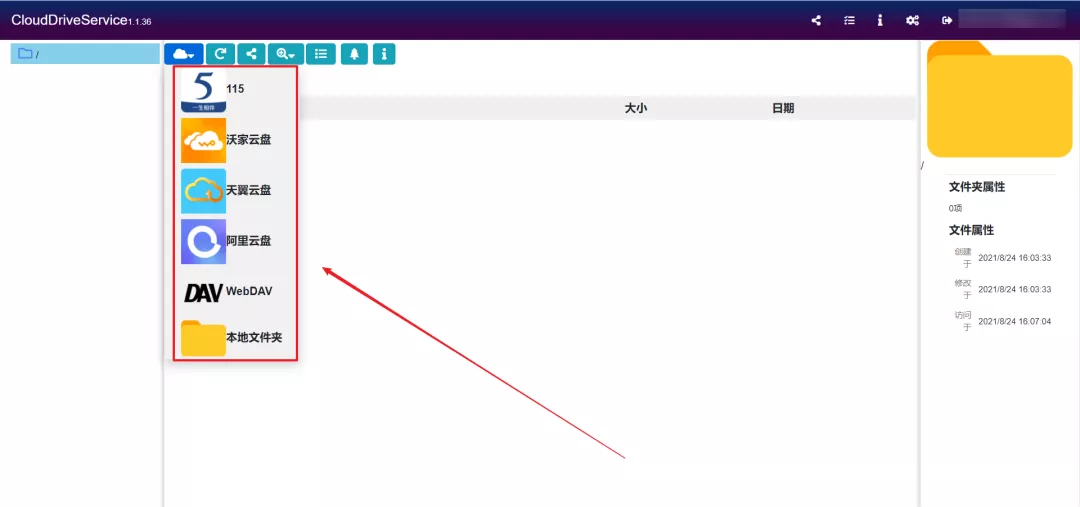 CloudDriveService1.1.36
/
5
一生相伴
115
沃家云盘
天翼云盘
阿里云盘
DAV WebDAV
本地文件夹
大小 日期
/
文件夹属性
0项
文件属性
创建于 2021/8/24 16:03:33
修改于 2021/8/24 16:03:33
访问于 2021/8/24 16:07:04